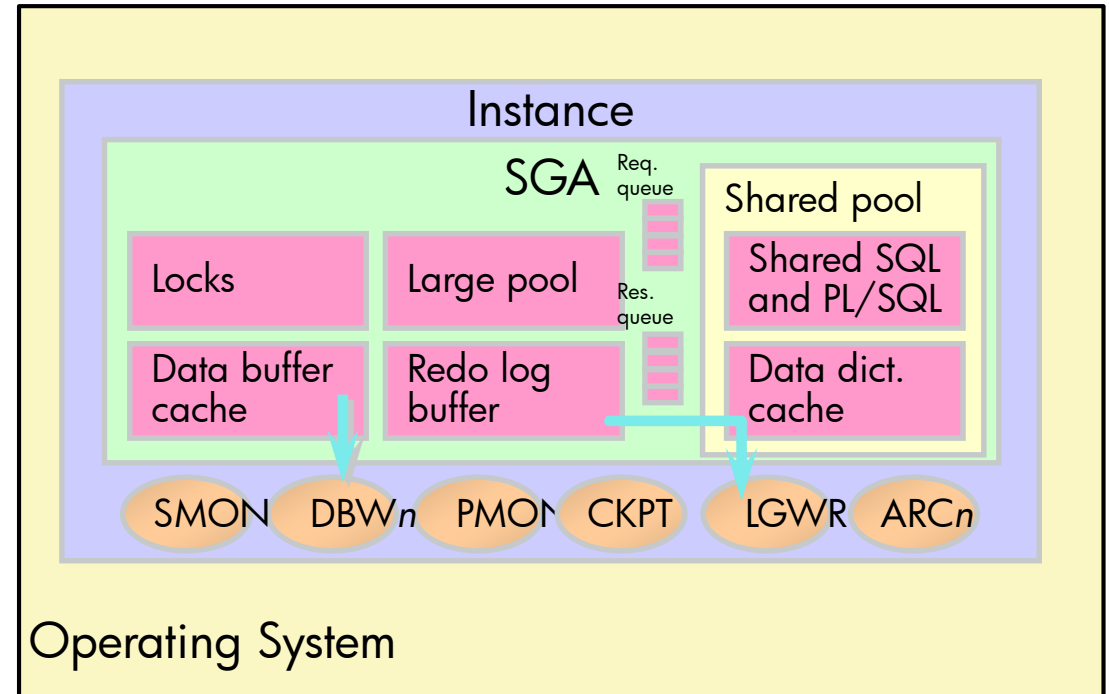 Instance
SGA
Req.
queue
Shared pool
Locks
Large pool
Shared SQL
and PL/SQL
Res.
queue
Data buffer
cache
Redo log
buffer
Data dict.
cache
SMON
DBWn
PMON
CKPT
LGWR
ARCn
Operating System